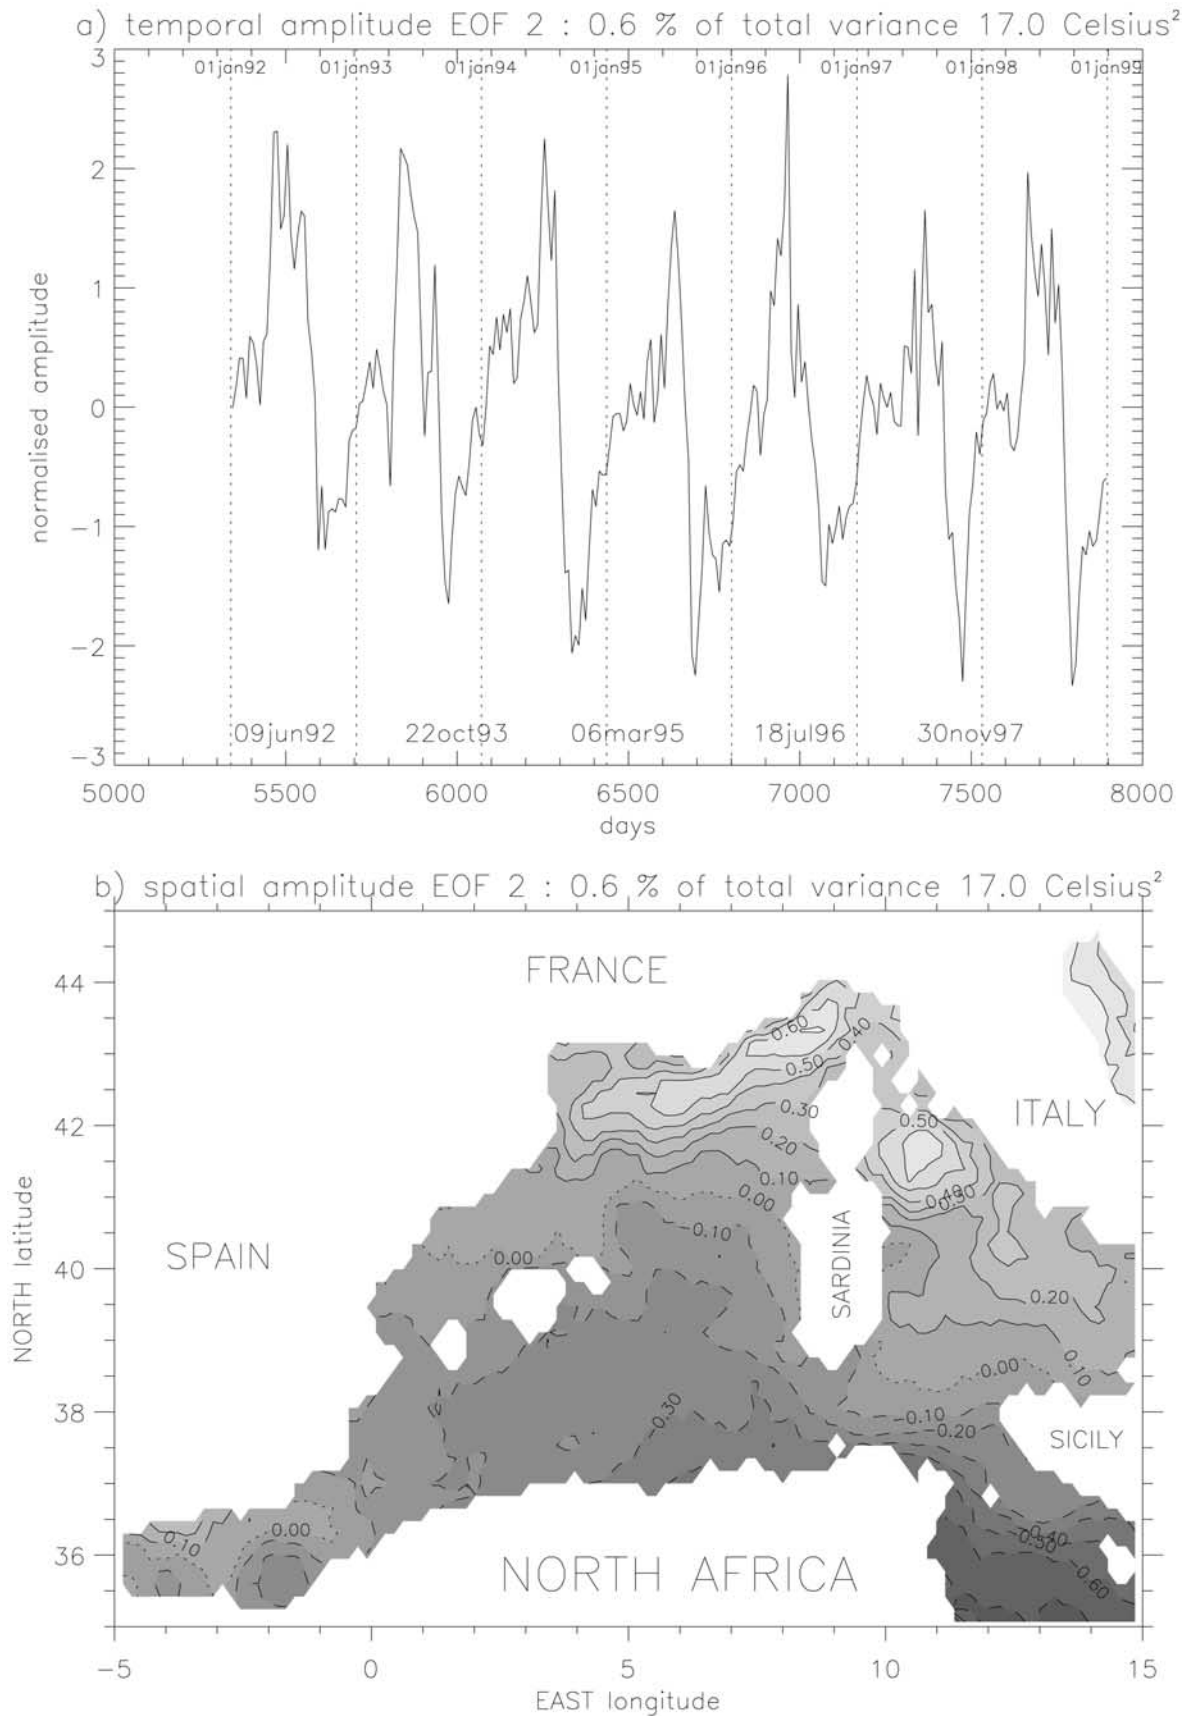 a) temporal amplitude EOF 2 : 0.6 % of total variance 17.0 Celsius²
3
01jan92 01jan93 01jan94 01jan95 01jan96 01jan97 01jan98 01jan99
2
1
0
−1
−2
−3
normalised amplitude
09jun92 22oct93 06mar95 18jul96 30nov97
5000 5500 6000 6500 7000 7500 8000
days
b) spatial amplitude EOF 2 : 0.6 % of total variance 17.0 Celsius²
FRANCE
44
0.60
0.40
0.50
0.30
42
0.50
ITALY
0.20
0.10
0.00
0.40
0.30
−0.10
SPAIN
0.00
40
SARDINIA
0.20
NORTH latitude
0.00
0.10
38
−0.30
−0.10
−0.20
SICILY
0.10
0.00
36
−0.40
−0.50
−0.60
NORTH AFRICA
−5 0 5 10 15
EAST longitude